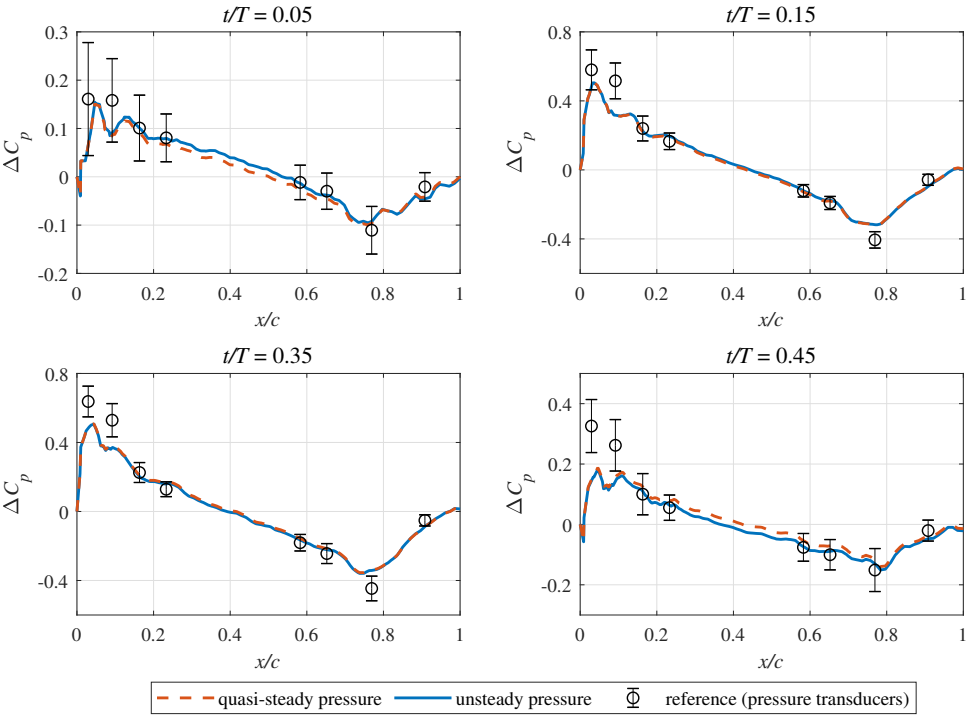 t/T = 0.05
0.3
0.2
0.1
0
-0.1
-0.2
ΔC_p
0 0.2 0.4 0.6 0.8 1
x/c
t/T = 0.15
0.8
0.4
0
-0.4
ΔC_p
0 0.2 0.4 0.6 0.8 1
x/c
t/T = 0.35
0.8
0.4
0
-0.4
ΔC_p
0 0.2 0.4 0.6 0.8 1
x/c
t/T = 0.45
0.4
0.2
0
-0.2
ΔC_p
0 0.2 0.4 0.6 0.8 1
x/c
quasi-steady pressure unsteady pressure reference (pressure transducers)